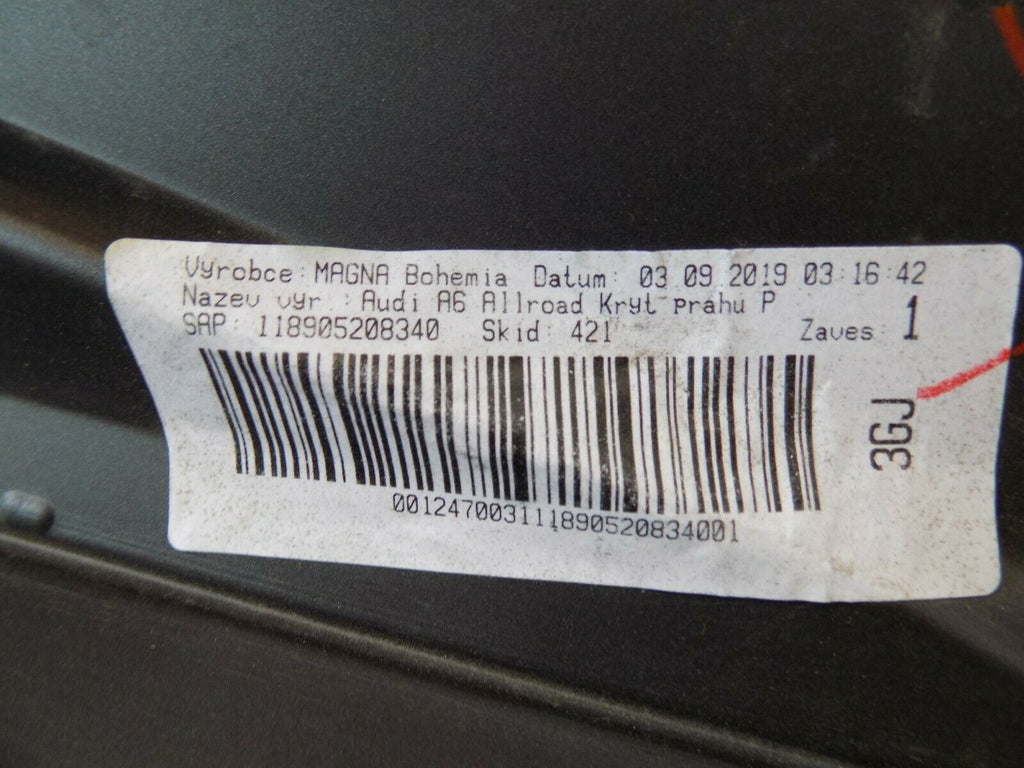 Vyrobce: MAGNA Bohemia Datum: 03.09.2019 03:16:42
Nazev vyr.: Audi A6 Allroad Kryt prahu P
SAP: 118905208340 Skid: 421 Zaves: 1
3GJ
0012470031111890520834001